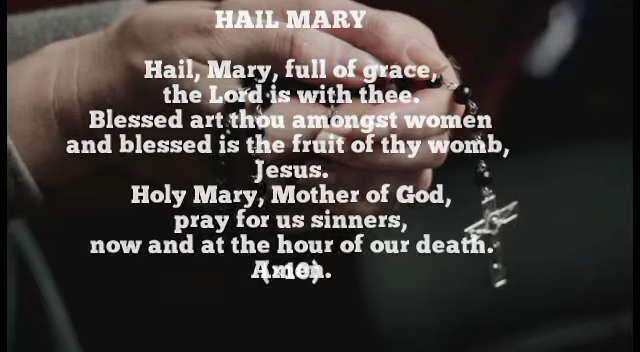 HAIL MARY
Hail, Mary, full of grace,
the Lord is with thee.
Blessed art thou amongst women
and blessed is the fruit of thy womb,
Jesus.
Holy Mary, Mother of God,
pray for us sinners,
now and at the hour of our death.
Amen.